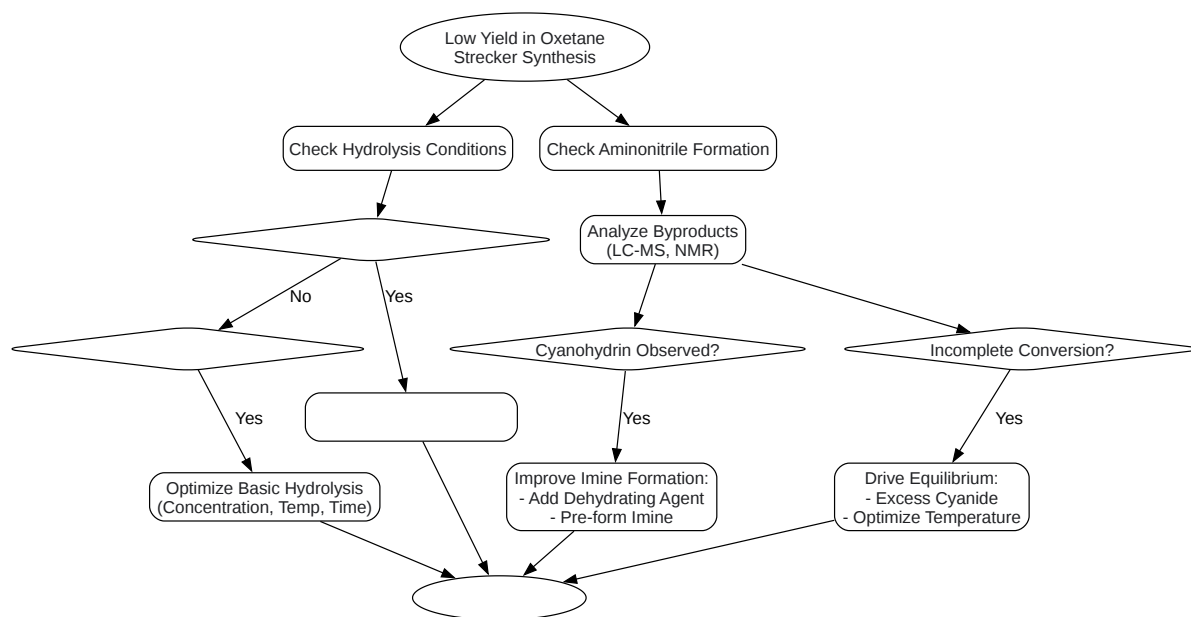 Low Yield in Oxetane
Strecker Synthesis
Check Hydrolysis Conditions
Check Aminonitrile Formation
Analyze Byproducts
(LC-MS, NMR)
No
Yes
Cyanohydrin Observed?
Incomplete Conversion?
Yes
Yes
Yes
Optimize Basic Hydrolysis
(Concentration, Temp, Time)
Improve Imine Formation:
- Add Dehydrating Agent
- Pre-form Imine
Drive Equilibrium:
- Excess Cyanide
- Optimize Temperature